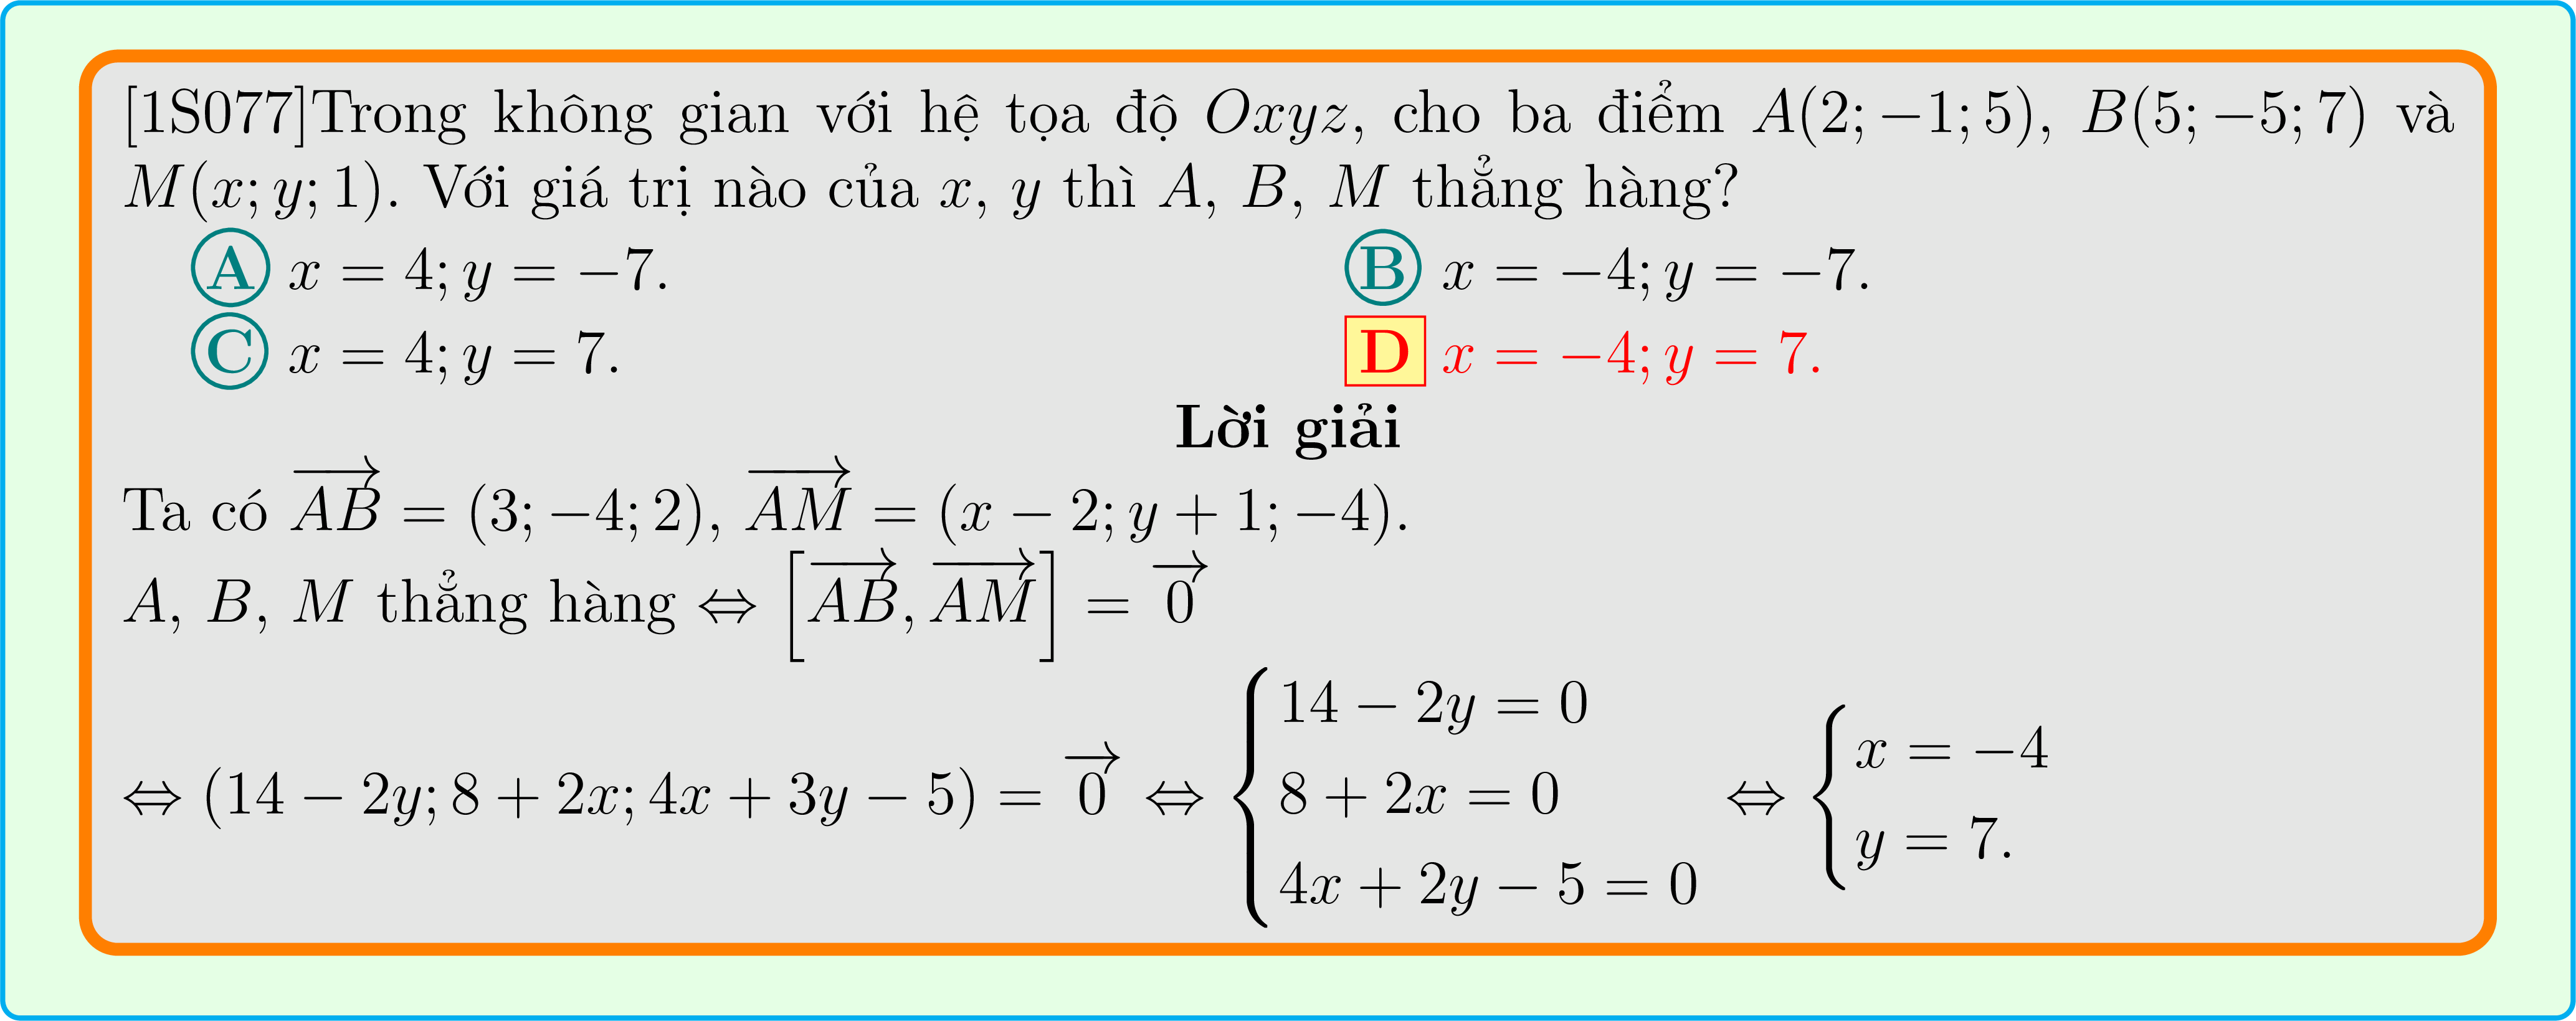 [1S077]Trong không gian với hệ tọa độ Oxyz, cho ba điểm A(2; −1; 5), B(5; −5; 7) và
M(x; y; 1). Với giá trị nào của x, y thì A, B, M thẳng hàng?
A x = 4; y = −7.
B x = −4; y = −7.
C x = 4; y = 7.
D x = −4; y = 7.
Lời giải
Ta có $\overrightarrow{AB}$ = (3; −4; 2), $\overrightarrow{AM}$ = (x − 2; y + 1; −4).
A, B, M thẳng hàng ⇔ $\left[\overrightarrow{AB}, \overrightarrow{AM}\right] = \overrightarrow{0}$
⇔ (14 − 2y; 8 + 2x; 4x + 3y − 5) = $\overrightarrow{0}$ ⇔ $\begin{cases} 14 − 2y = 0 \\ 8 + 2x = 0 \\ 4x + 2y − 5 = 0 \end{cases}$ ⇔ $\begin{cases} x = −4 \\ y = 7. \end{cases}$